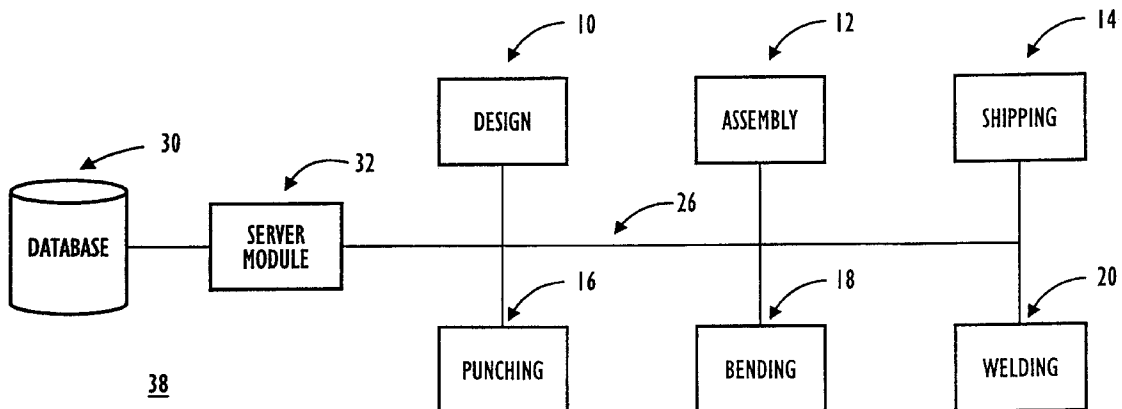 10
12
14
DESIGN
ASSEMBLY
SHIPPING
30
32
DATABASE
SERVER
MODULE
26
16
18
20
PUNCHING
BENDING
WELDING
38